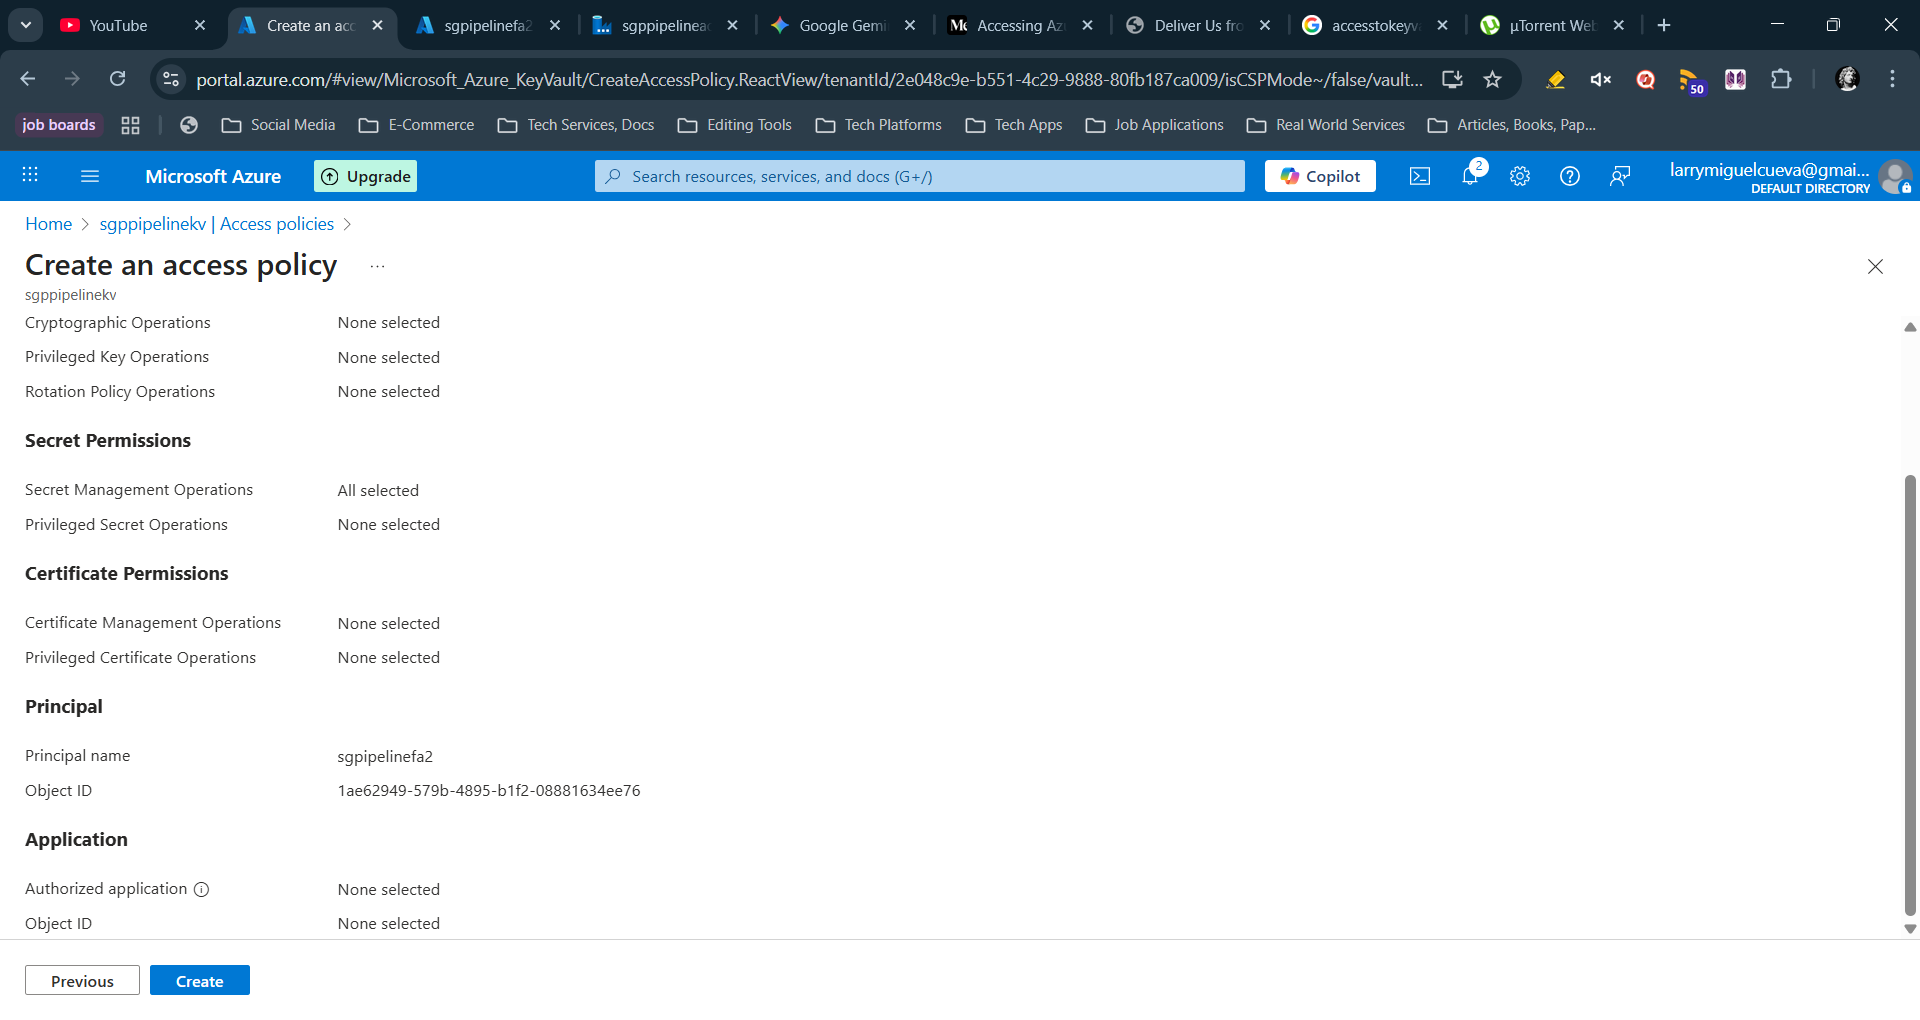 YouTube
Create an acc
sgpipelinefa2
sgppipelineac
Google Gemi
Accessing Az
Deliver Us fro
accesstokeyv
µTorrent Web
portal.azure.com/#view/Microsoft_Azure_KeyVault/CreateAccessPolicy.ReactView/tenantId/2e048c9e-b551-4c29-9888-80fb187ca009/isCSPMode~/false/vault...
50
job boards
Social Media
E-Commerce
Tech Services, Docs
Editing Tools
Tech Platforms
Tech Apps
Job Applications
Real World Services
Articles, Books, Pap...
Microsoft Azure
Upgrade
Search resources, services, and docs (G+/)
Copilot
2
larrymiguelcueva@gmai...
DEFAULT DIRECTORY
Home > sgppipelinekv | Access policies >
Create an access policy ...
sgppipelinekv
Cryptographic Operations None selected
Privileged Key Operations None selected
Rotation Policy Operations None selected
Secret Permissions
Secret Management Operations All selected
Privileged Secret Operations None selected
Certificate Permissions
Certificate Management Operations None selected
Privileged Certificate Operations None selected
Principal
Principal name sgpipelinefa2
Object ID 1ae62949-579b-4895-b1f2-08881634ee76
Application
Authorized application None selected
Object ID None selected
Previous
Create